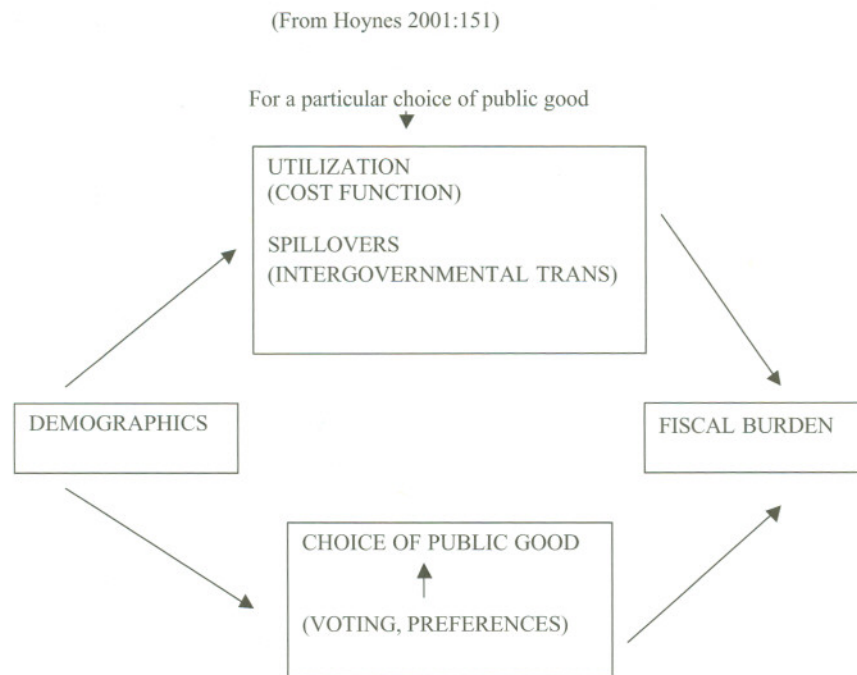 (From Hoynes 2001:151)
For a particular choice of public good
UTILIZATION
(COST FUNCTION)
SPILLOVERS
(INTERGOVERNMENTAL TRANS)
DEMOGRAPHICS
FISCAL BURDEN
CHOICE OF PUBLIC GOOD
(VOTING, PREFERENCES)